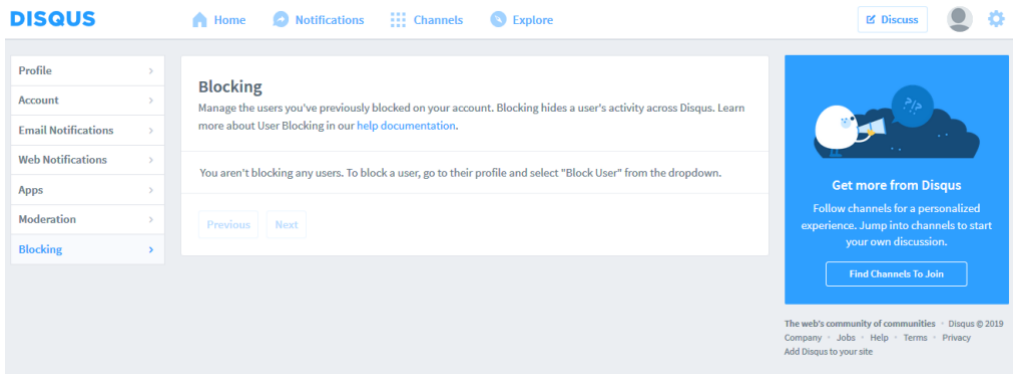 DISQUS
Home
Notifications
Channels
Explore
Discuss
Profile
Account
Email Notifications
Web Notifications
Apps
Moderation
Blocking
Blocking
Manage the users you've previously blocked on your account. Blocking hides a user's activity across Disqus. Learn
more about User Blocking in our help documentation.
You aren't blocking any users. To block a user, go to their profile and select "Block User" from the dropdown.
Previous
Next
?/!
Get more from Disqus
Follow channels for a personalized
experience. Jump into channels to start
your own discussion.
Find Channels To Join
The web's community of communities · Disqus © 2019
Company · Jobs · Help · Terms · Privacy
Add Disqus to your site